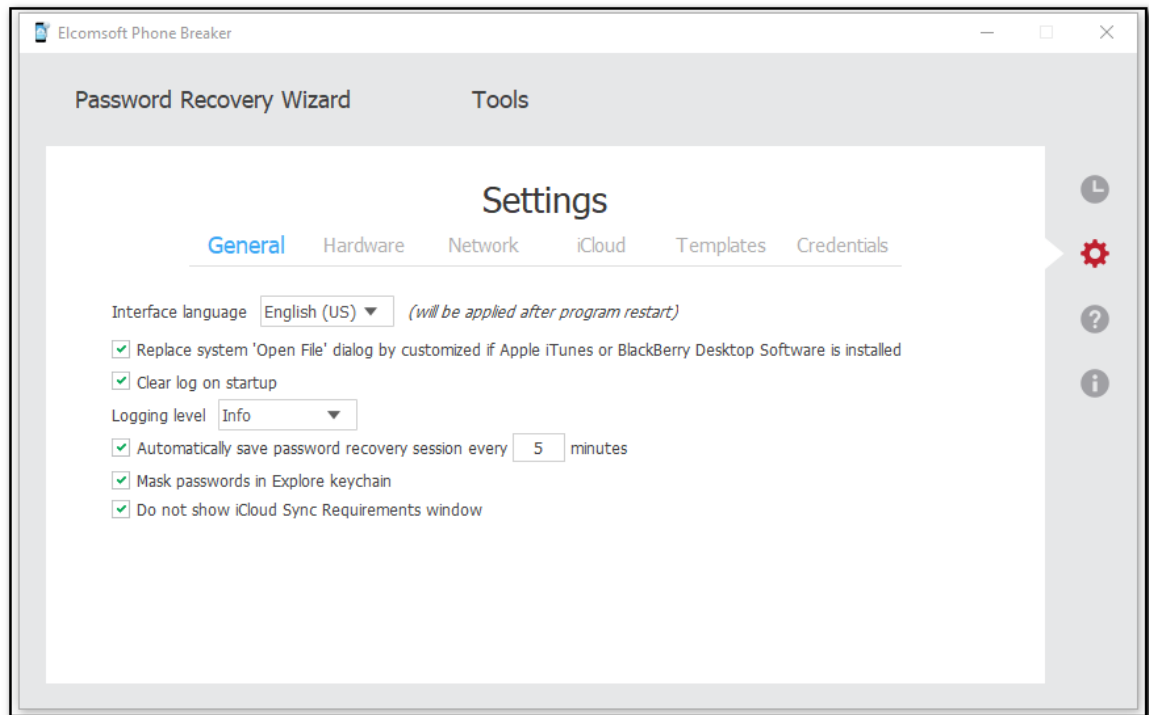 Elcomsoft Phone Breaker
Password Recovery Wizard Tools
Settings
General Hardware Network iCloud Templates Credentials
Interface language English (US) (will be applied after program restart)
Replace system 'Open File' dialog by customized if Apple iTunes or BlackBerry Desktop Software is installed
Clear log on startup
Logging level Info
Automatically save password recovery session every 5 minutes
Mask passwords in Explore keychain
Do not show iCloud Sync Requirements window